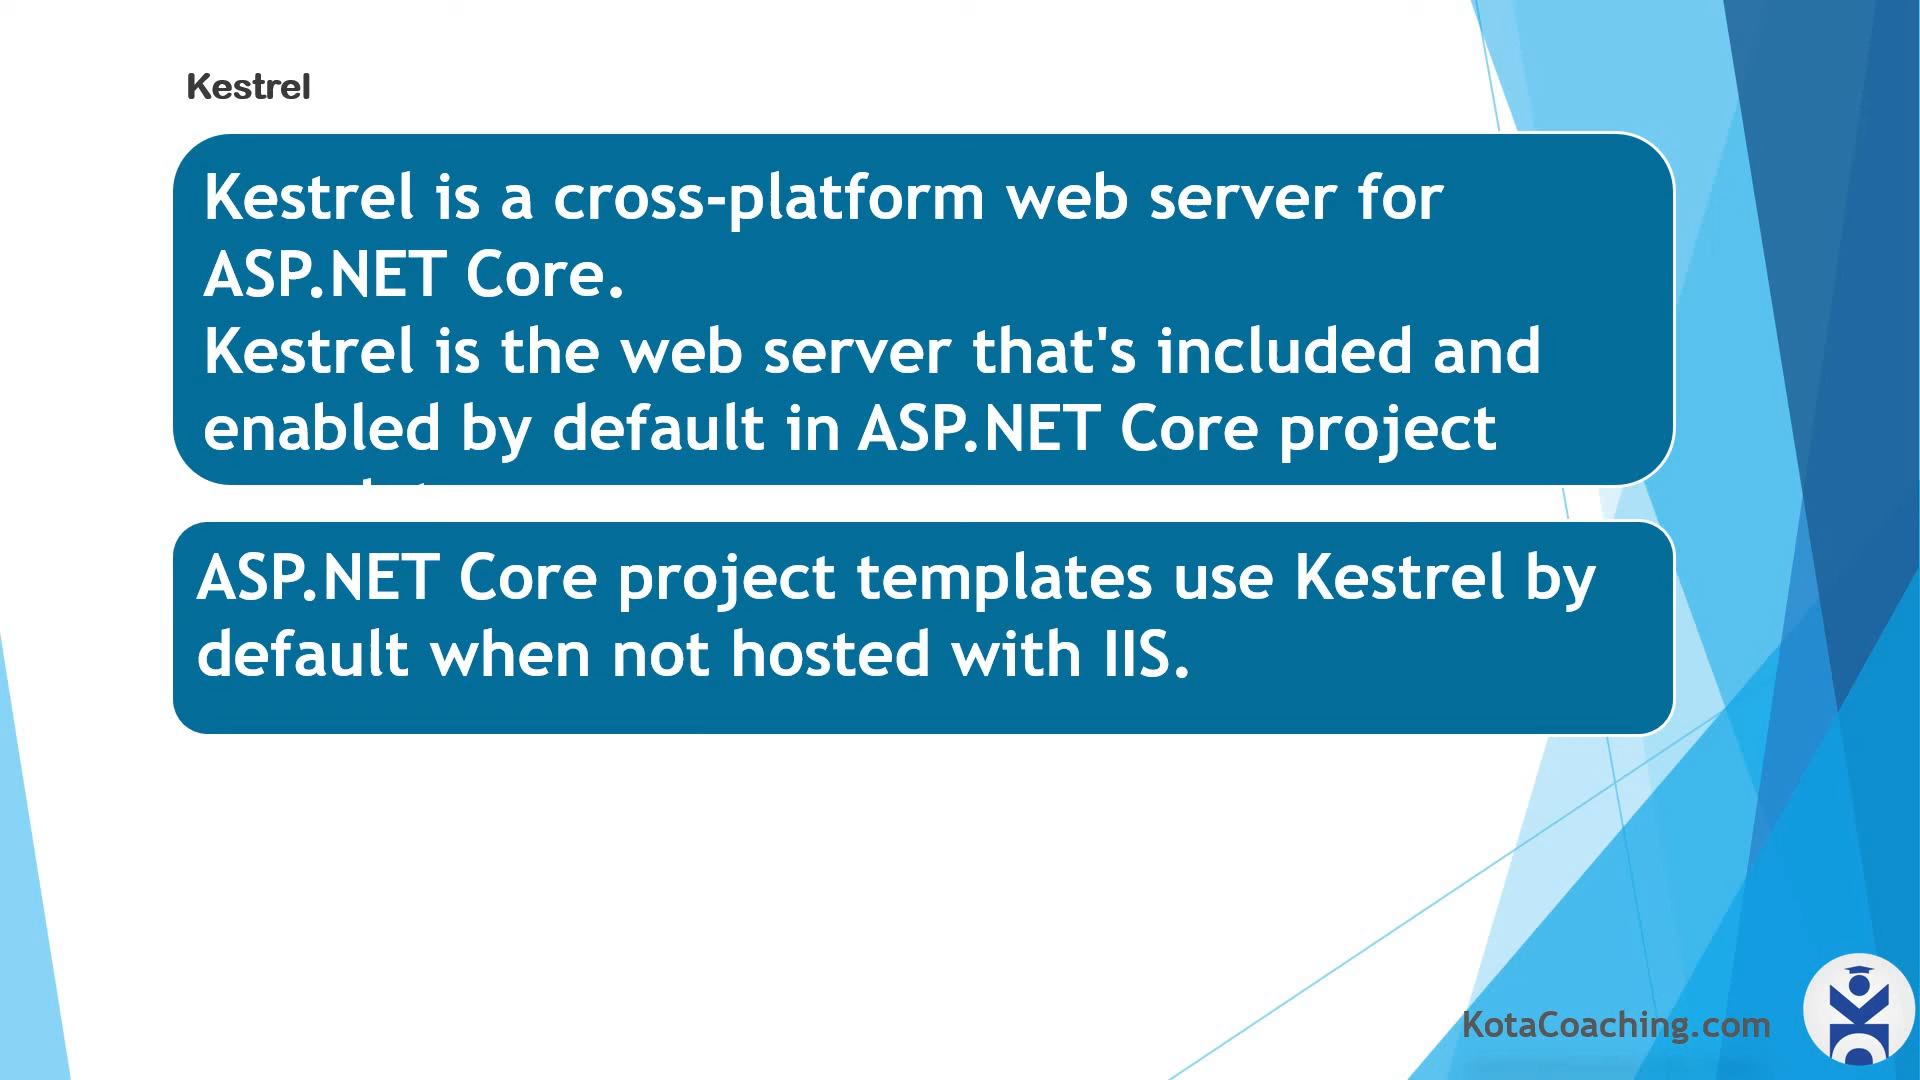 Kestrel
Kestrel is a cross-platform web server for
ASP.NET Core.
Kestrel is the web server that's included and
enabled by default in ASP.NET Core project
ASP.NET Core project templates use Kestrel by
default when not hosted with IIS.
KotaCoaching.com